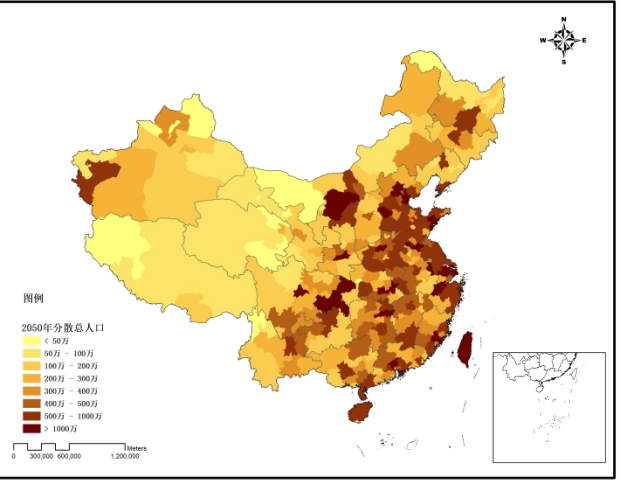 N
W E
S
图例
2050年分散总人口
< 50万
50万 - 100万
100万 - 200万
200万 - 300万
300万 - 400万
400万 - 500万
500万 - 1000万
> 1000万
Meters
0 300,000 600,000 1,200,000